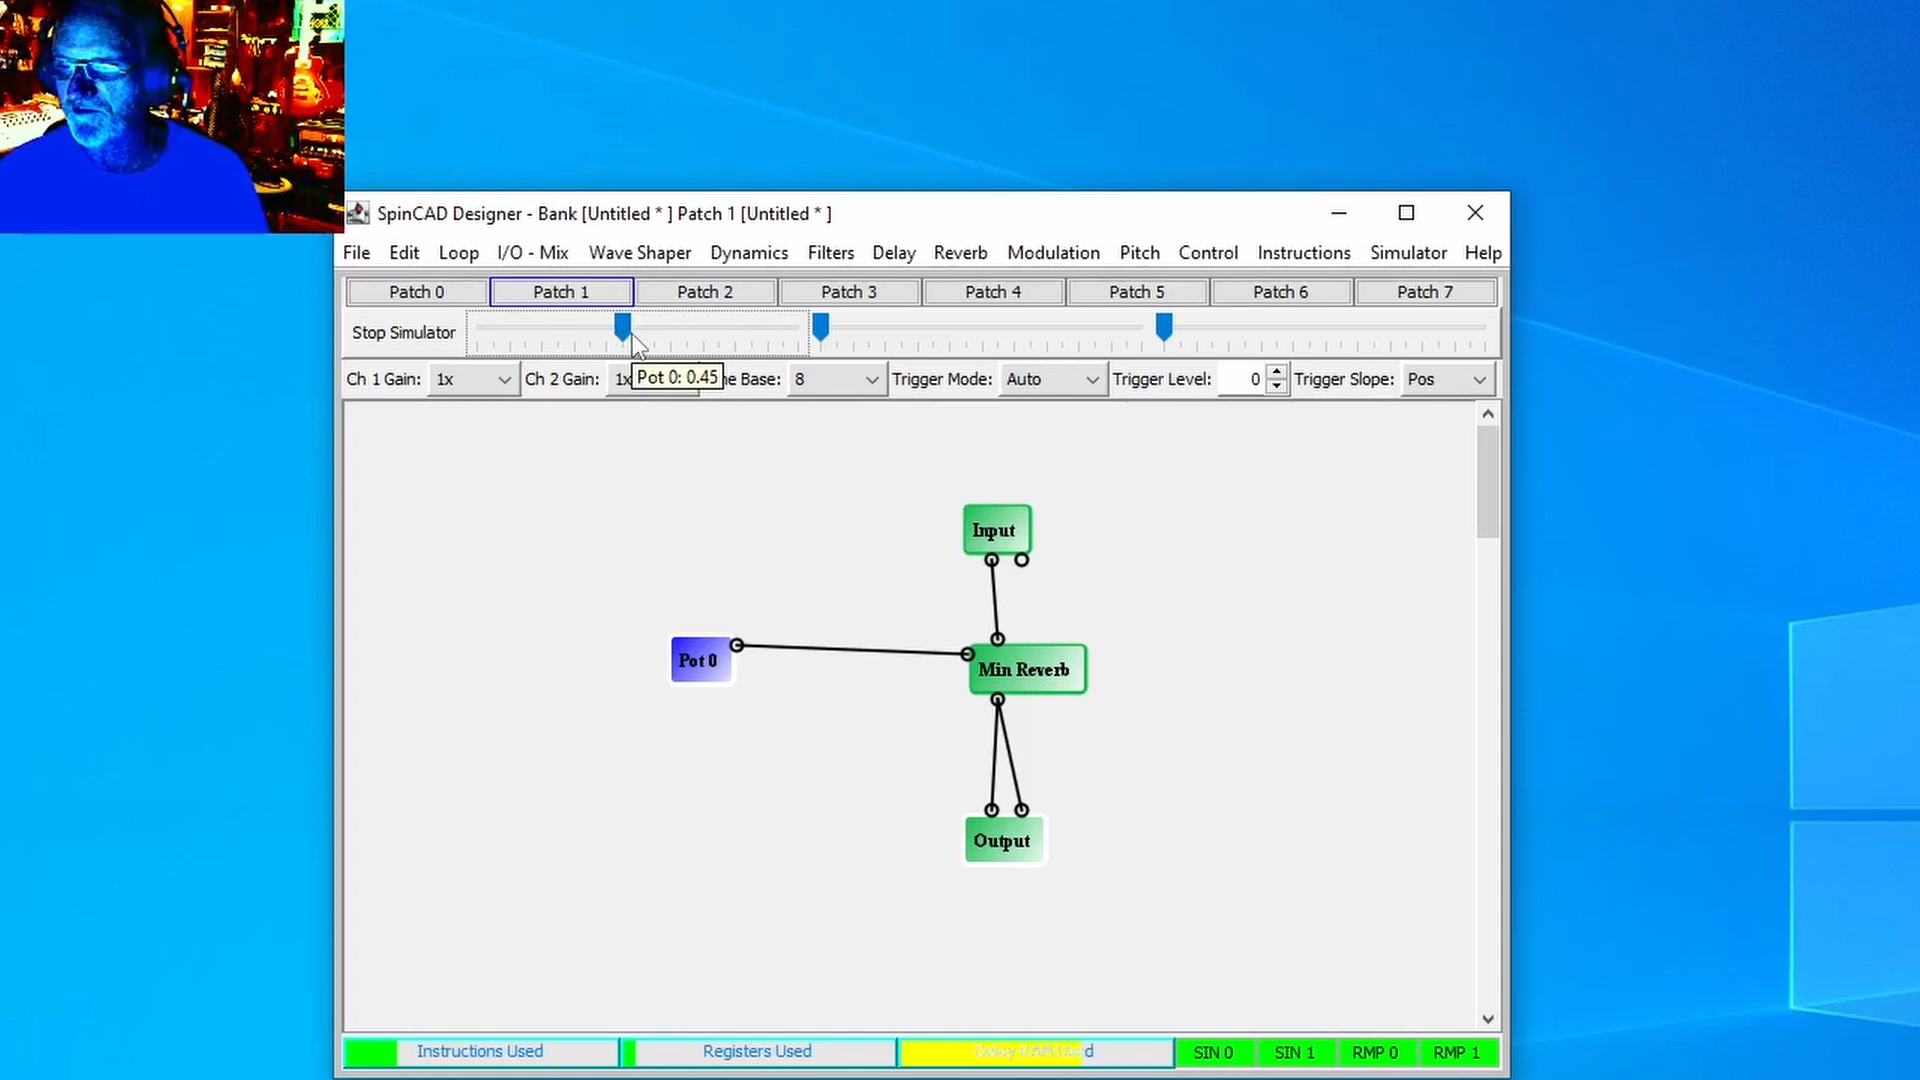 SpinCAD Designer - Bank [Untitled * ] Patch 1 [Untitled * ]
File Edit Loop I/O - Mix Wave Shaper Dynamics Filters Delay Reverb Modulation Pitch Control Instructions Simulator Help
Patch 0 Patch 1 Patch 2 Patch 3 Patch 4 Patch 5 Patch 6 Patch 7
Stop Simulator
Ch 1 Gain: 1x Ch 2 Gain: 1x Pot 0: 0.45 Base: 8 Trigger Mode: Auto Trigger Level: 0 Trigger Slope: Pos
Input
Pot 0
Min Reverb
Output
Instructions Used Registers Used Delay RAM Used SIN 0 SIN 1 RMP 0 RMP 1